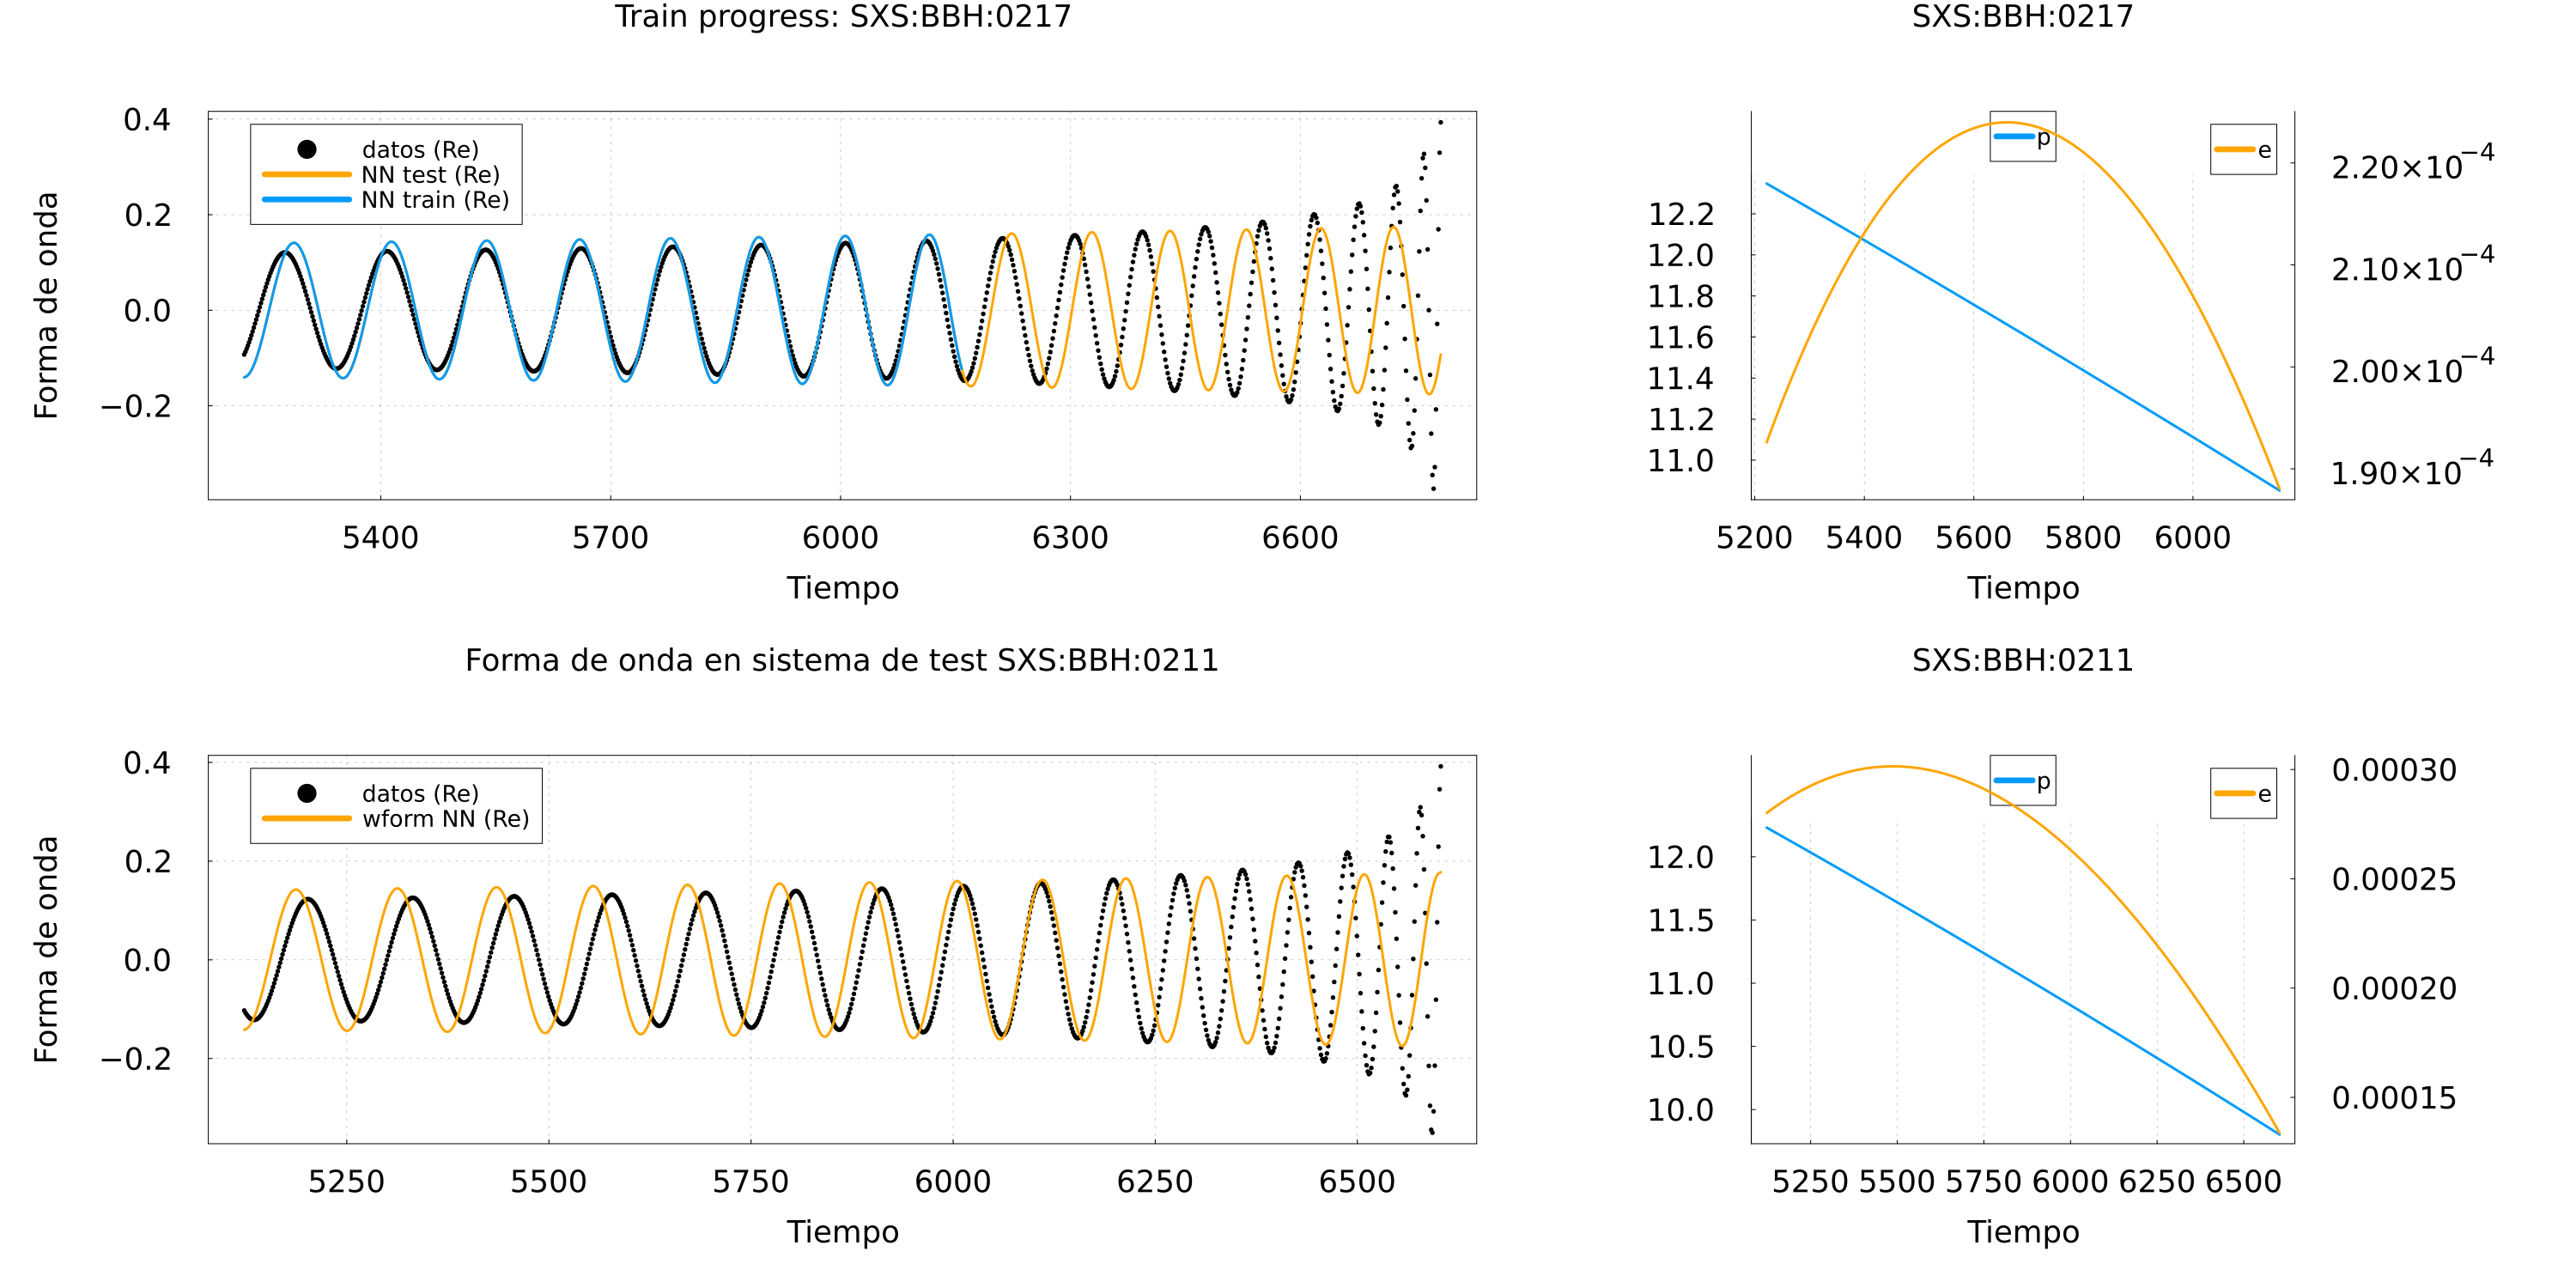 Train progress: SXS:BBH:0217
0.4
0.2
0.0
−0.2
Forma de onda
datos (Re)
NN test (Re)
NN train (Re)
5400 5700 6000 6300 6600
Tiempo
SXS:BBH:0217
p
e
12.2
12.0
11.8
11.6
11.4
11.2
11.0
2.20×10⁻⁴
2.10×10⁻⁴
2.00×10⁻⁴
1.90×10⁻⁴
5200 5400 5600 5800 6000
Tiempo
Forma de onda en sistema de test SXS:BBH:0211
0.4
0.2
0.0
−0.2
Forma de onda
datos (Re)
wform NN (Re)
5250 5500 5750 6000 6250 6500
Tiempo
SXS:BBH:0211
p
e
12.0
11.5
11.0
10.5
10.0
0.00030
0.00025
0.00020
0.00015
5250 5500 5750 6000 6250 6500
Tiempo